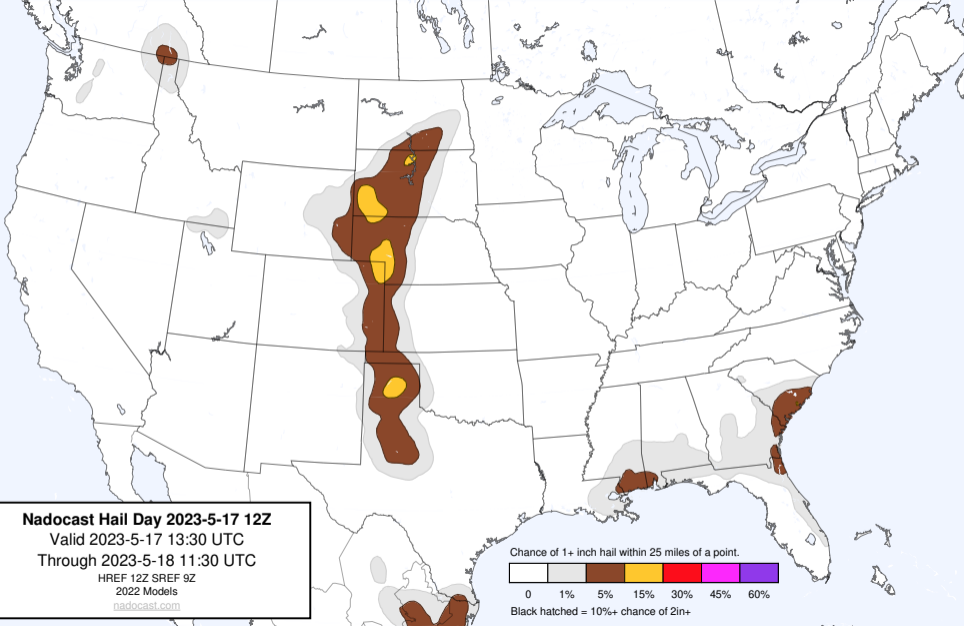 Nadocast Hail Day 2023-5-17 12Z
Valid 2023-5-17 13:30 UTC
Through 2023-5-18 11:30 UTC
HREF 12Z SREF 9Z
2022 Models
nadocast.com
Chance of 1+ inch hail within 25 miles of a point.
0 1% 5% 15% 30% 45% 60%
Black hatched = 10%+ chance of 2in+